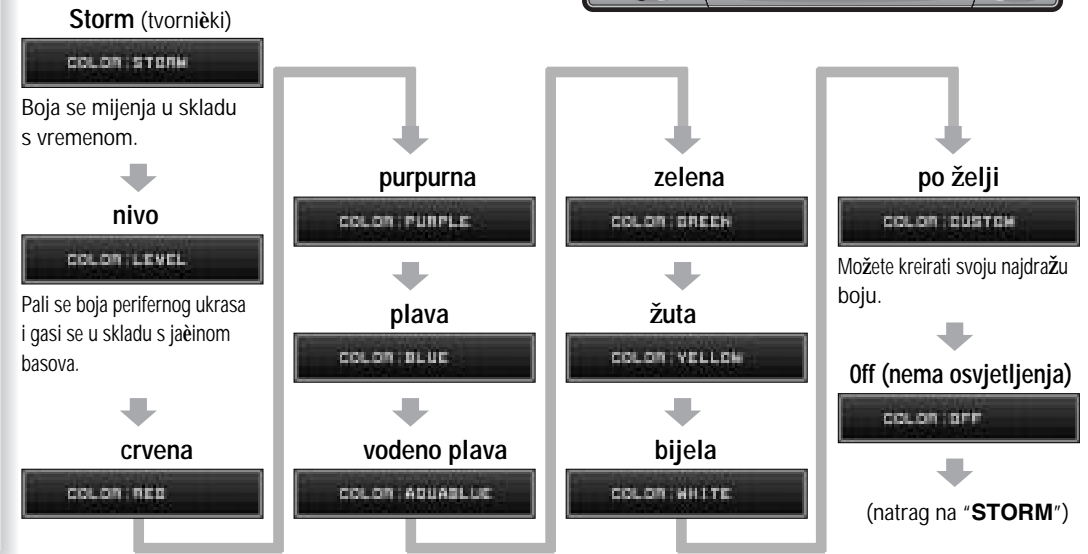 Storm (tvornièki)
COLOR:STORM
Boja se mijenja u skladu
s vremenom.
nivo
COLOR:LEVEL
Pali se boja perifernog ukrasa
i gasi se u skladu s jaèinom
basova.
crvena
COLOR:RED
purpurna
COLOR:PURPLE
plava
COLOR:BLUE
vodeno plava
COLOR:AQUABLUE
zelena
COLOR:GREEN
žuta
COLOR:YELLOW
bijela
COLOR:WHITE
po želji
COLOR:CUSTOM
Možete kreirati svoju najdražu
boju.
Off (nema osvjetljenja)
COLOR:OFF
(natrag na “STORM”)